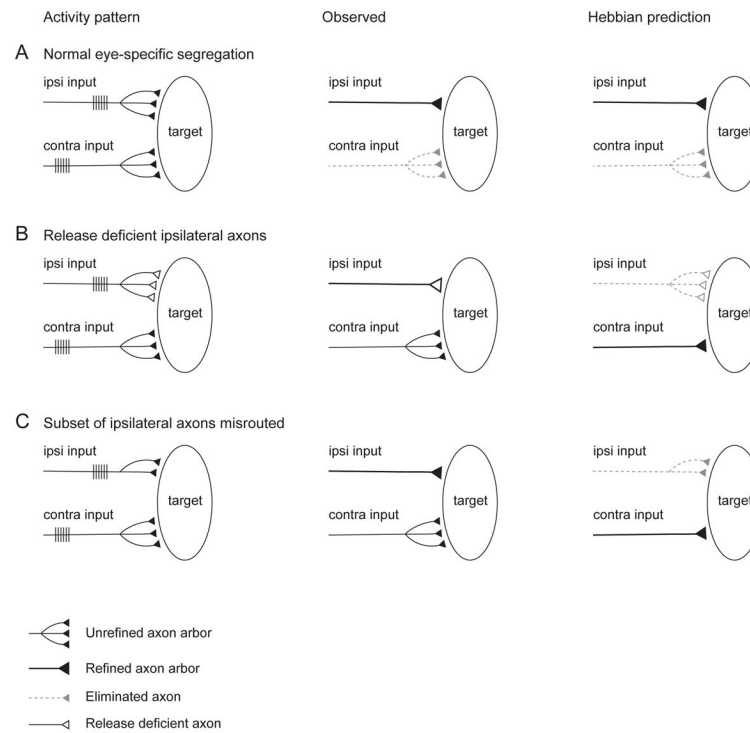 Activity pattern Observed Hebbian prediction
A Normal eye-specific segregation
ipsi input ipsi input ipsi input
target target target
contra input contra input contra input
B Release deficient ipsilateral axons
ipsi input ipsi input ipsi input
target target target
contra input contra input contra input
C Subset of ipsilateral axons misrouted
ipsi input ipsi input ipsi input
target target target
contra input contra input contra input
Unrefined axon arbor
Refined axon arbor
Eliminated axon
Release deficient axon